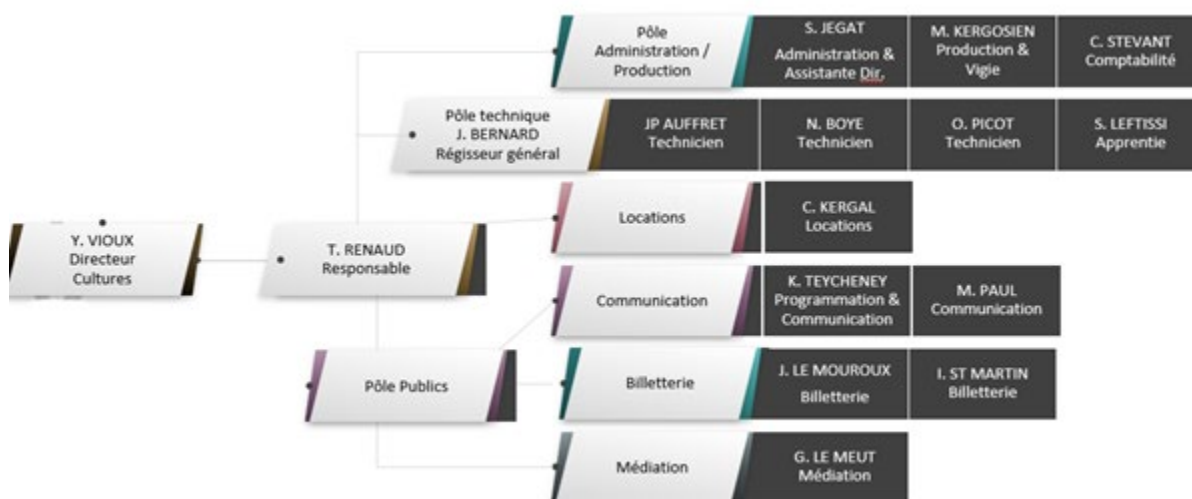 Pôle
Administration /
Production
S. JEGAT
Administration &
Assistante Dir,
M. KERGOSIEN
Production &
Vigie
C. STEVANT
Comptabilité
Pôle technique
J. BERNARD
Régisseur général
JP AUFFRET
Technicien
N. BOYE
Technicien
O. PICOT
Technicien
S. LEFTISSI
Apprentie
Locations
C. KERGAL
Locations
Y. VIOUX
Directeur
Cultures
T. RENAUD
Responsable
Communication
K. TEYCHENEY
Programmation &
Communication
M. PAUL
Communication
Pôle Publics
Billetterie
J. LE MOUROUX
Billetterie
I. ST MARTIN
Billetterie
Médiation
G. LE MEUT
Médiation